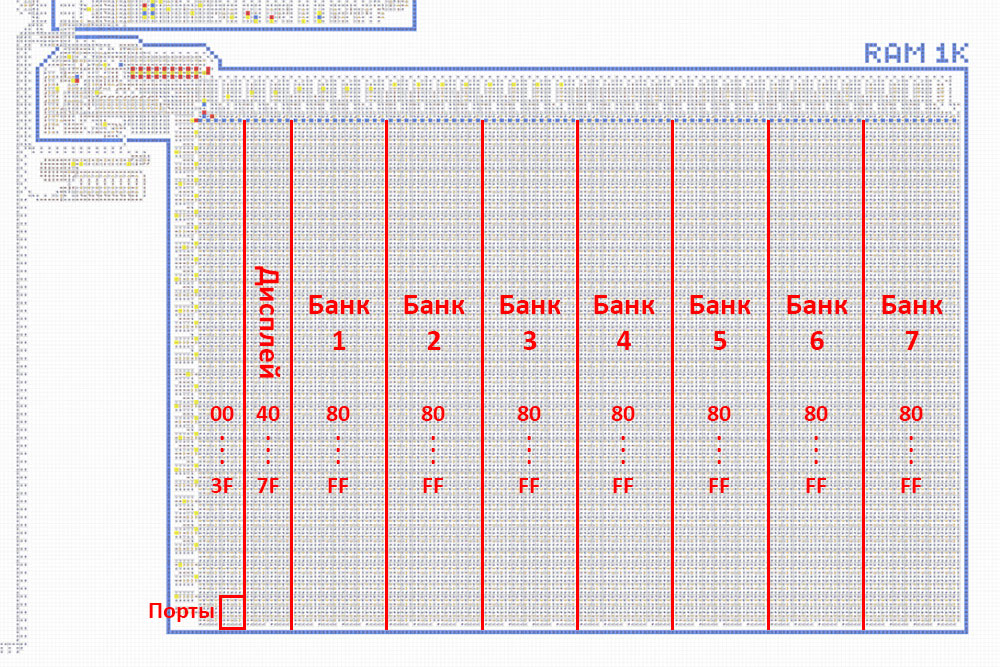 RAM 1K
Дисплей
Банк 1
Банк 2
Банк 3
Банк 4
Банк 5
Банк 6
Банк 7
00 40 80 80 80 80 80 80 80
3F 7F FF FF FF FF FF FF FF
Порты